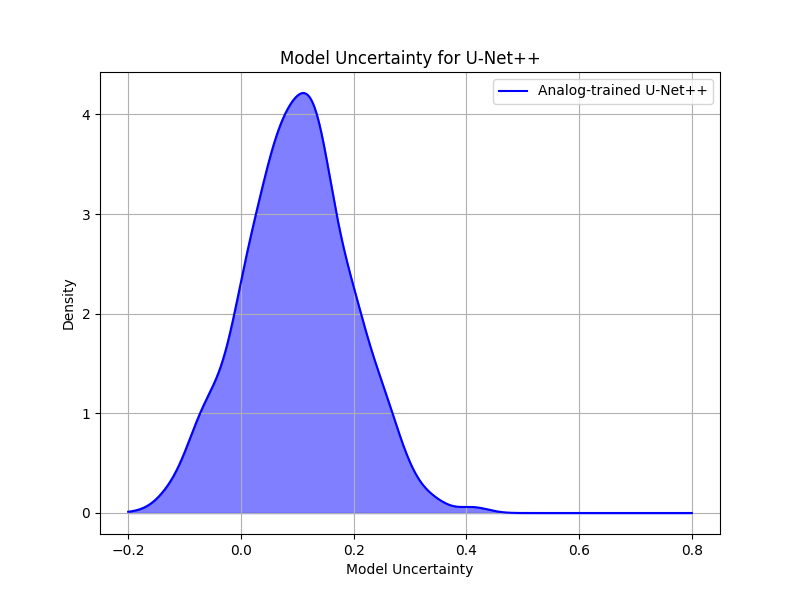 Model Uncertainty for U-Net++
Analog-trained U-Net++
4
3
2
1
0
Density
−0.2
0.0
0.2
0.4
0.6
0.8
Model Uncertainty